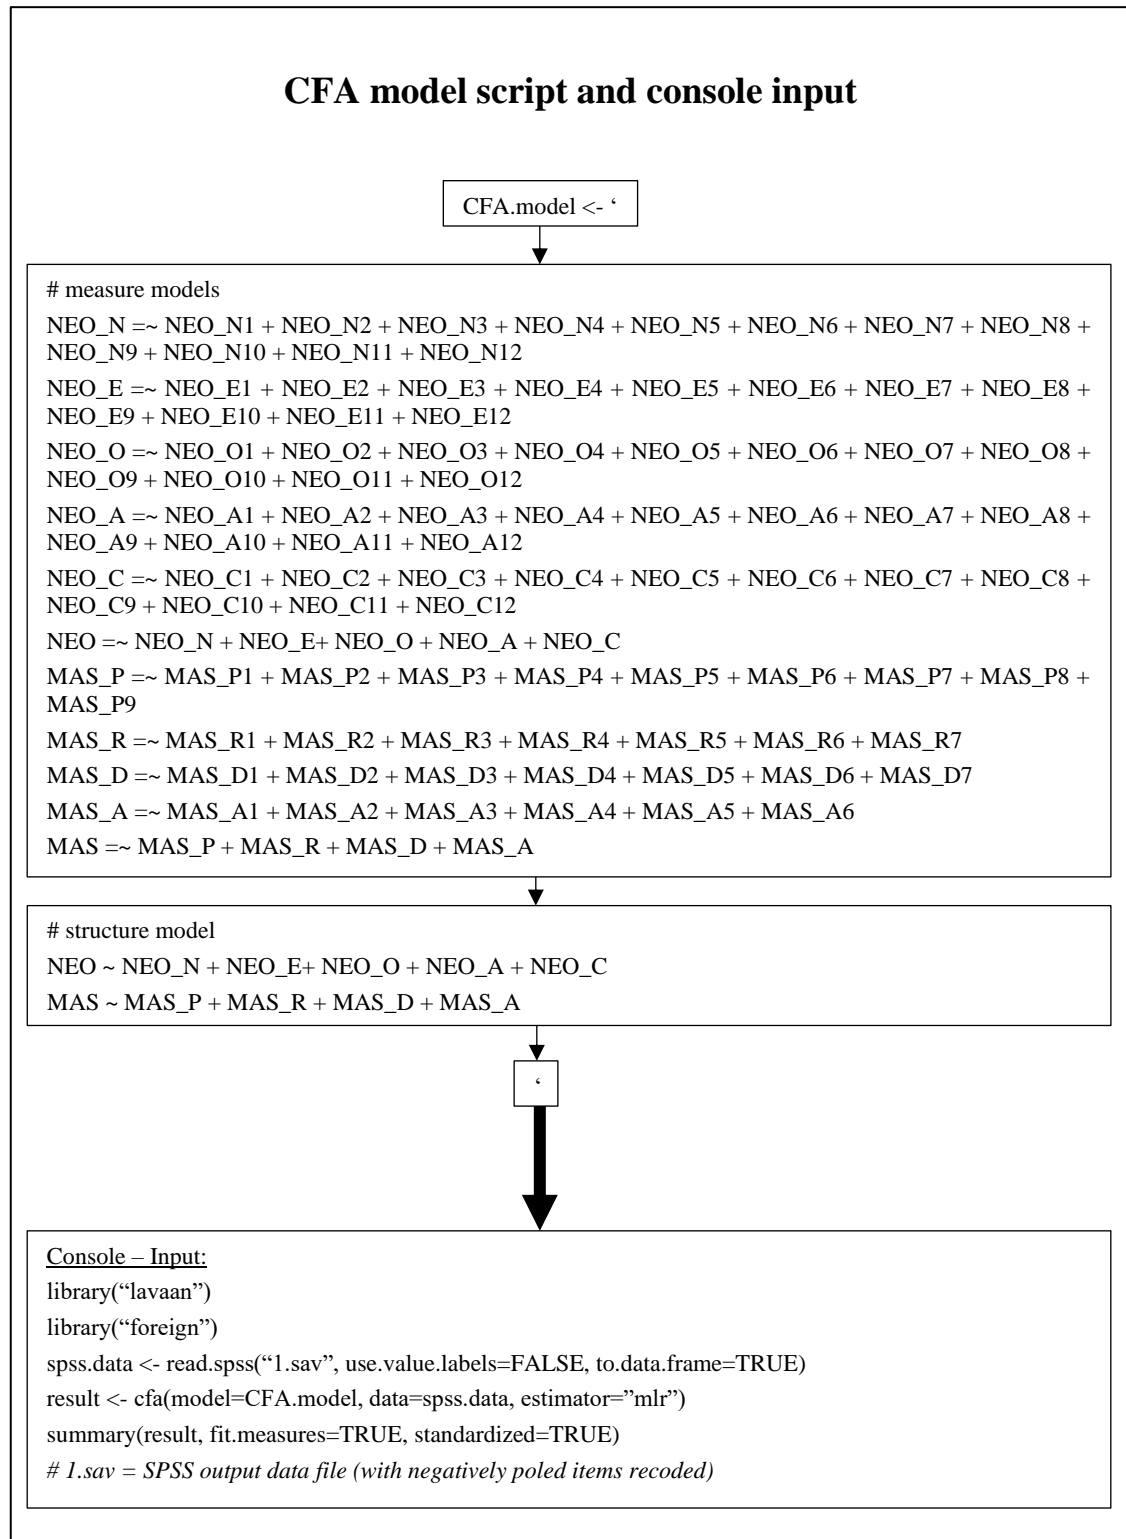 CFA model script and console input
CFA.model <- ‘
# measure models
NEO_N =~ NEO_N1 + NEO_N2 + NEO_N3 + NEO_N4 + NEO_N5 + NEO_N6 + NEO_N7 + NEO_N8 +
NEO_N9 + NEO_N10 + NEO_N11 + NEO_N12
NEO_E =~ NEO_E1 + NEO_E2 + NEO_E3 + NEO_E4 + NEO_E5 + NEO_E6 + NEO_E7 + NEO_E8 +
NEO_E9 + NEO_E10 + NEO_E11 + NEO_E12
NEO_O =~ NEO_O1 + NEO_O2 + NEO_O3 + NEO_O4 + NEO_O5 + NEO_O6 + NEO_O7 + NEO_O8 +
NEO_O9 + NEO_O10 + NEO_O11 + NEO_O12
NEO_A =~ NEO_A1 + NEO_A2 + NEO_A3 + NEO_A4 + NEO_A5 + NEO_A6 + NEO_A7 + NEO_A8 +
NEO_A9 + NEO_A10 + NEO_A11 + NEO_A12
NEO_C =~ NEO_C1 + NEO_C2 + NEO_C3 + NEO_C4 + NEO_C5 + NEO_C6 + NEO_C7 + NEO_C8 +
NEO_C9 + NEO_C10 + NEO_C11 + NEO_C12
NEO =~ NEO_N + NEO_E+ NEO_O + NEO_A + NEO_C
MAS_P =~ MAS_P1 + MAS_P2 + MAS_P3 + MAS_P4 + MAS_P5 + MAS_P6 + MAS_P7 + MAS_P8 +
MAS_P9
MAS_R =~ MAS_R1 + MAS_R2 + MAS_R3 + MAS_R4 + MAS_R5 + MAS_R6 + MAS_R7
MAS_D =~ MAS_D1 + MAS_D2 + MAS_D3 + MAS_D4 + MAS_D5 + MAS_D6 + MAS_D7
MAS_A =~ MAS_A1 + MAS_A2 + MAS_A3 + MAS_A4 + MAS_A5 + MAS_A6
MAS =~ MAS_P + MAS_R + MAS_D + MAS_A
# structure model
NEO ~ NEO_N + NEO_E+ NEO_O + NEO_A + NEO_C
MAS ~ MAS_P + MAS_R + MAS_D + MAS_A
‘
Console – Input:
library(“lavaan”)
library(“foreign”)
spss.data <- read.spss(“1.sav”, use.value.labels=FALSE, to.data.frame=TRUE)
result <- cfa(model=CFA.model, data=spss.data, estimator=”mlr”)
summary(result, fit.measures=TRUE, standardized=TRUE)
# 1.sav = SPSS output data file (with negatively poled items recoded)